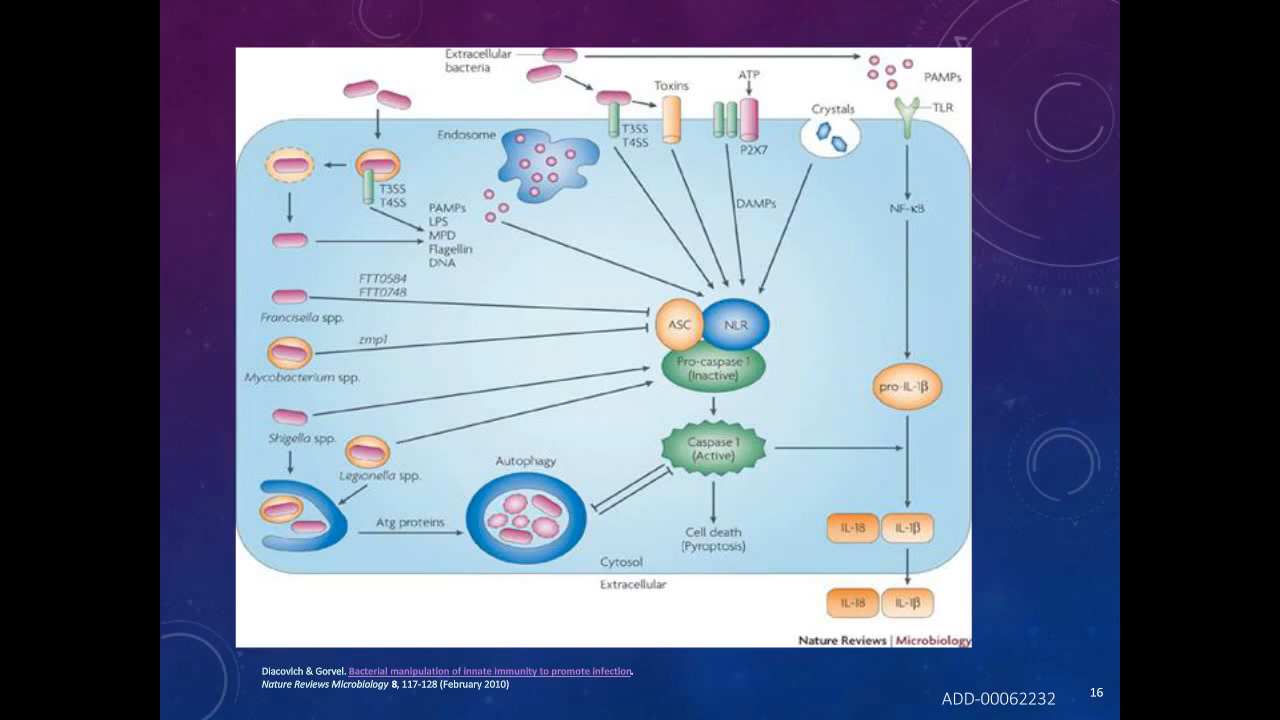 Extracellular
bacteria
PAMPs
Toxins
ATP
TLR
Crystals
Endosome
T3SS
T4SS
P2X7
T3SS
T4SS
PAMPs
LPS
MPD
Flagellin
DNA
DAMPs
NF-κB
FTT0584
FTT0748
Francisella spp.
ASC
NLR
zmp1
Pro-caspase 1
(Inactive)
Mycobacterium spp.
pro-IL-1β
Shigella spp.
Caspase 1
(Active)
Legionella spp.
Autophagy
Atg proteins
Cell death
(Pyroptosis)
IL-18
IL-1β
Cytosol
Extracellular
IL-18
IL-1β
Nature Reviews | Microbiology
Diacovich & Gorvel. Bacterial manipulation of innate immunity to promote infection.
Nature Reviews Microbiology 8, 117-128 (February 2010)
ADD-00062232
16